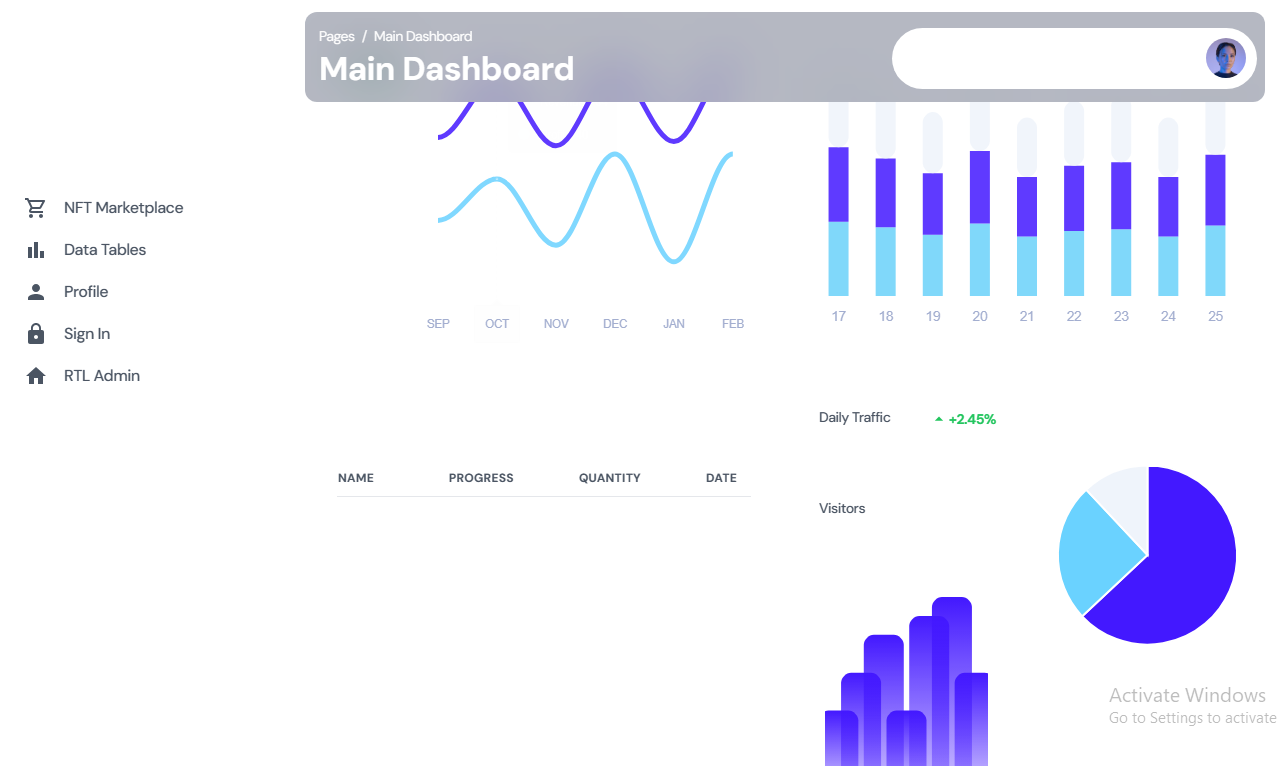 Pages / Main Dashboard
Main Dashboard
NFT Marketplace
Data Tables
Profile
Sign In
RTL Admin
SEP OCT NOV DEC JAN FEB
17 18 19 20 21 22 23 24 25
Daily Traffic +2.45%
NAME PROGRESS QUANTITY DATE
Visitors
Activate Windows
Go to Settings to activate